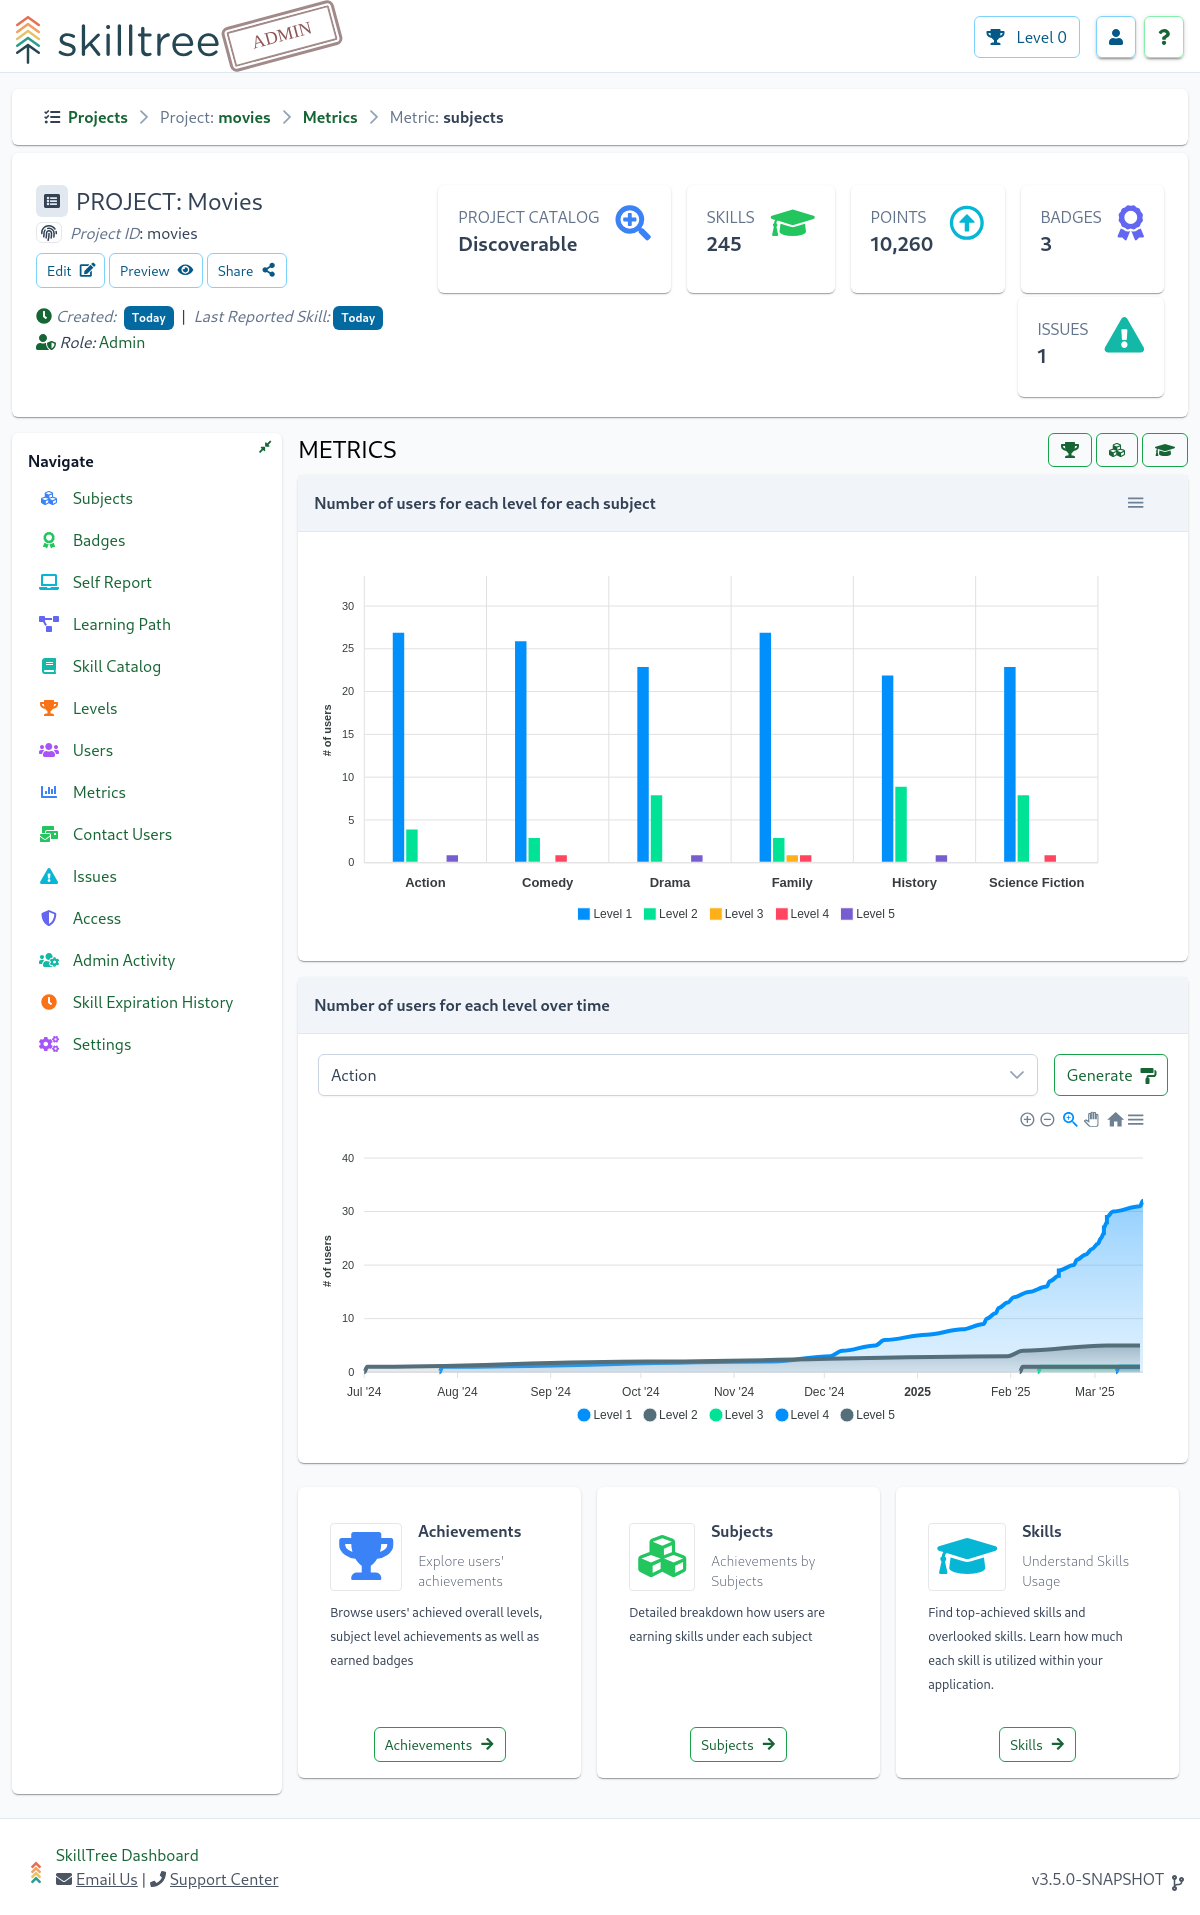 skilltree ADMIN
Level 0
?
Projects > Project: movies > Metrics > Metric: subjects
PROJECT: Movies
Project ID: movies
Edit Preview Share
Created: Today | Last Reported Skill: Today
Role: Admin
PROJECT CATALOG
Discoverable
SKILLS
245
POINTS
10,260
BADGES
3
ISSUES
1
Navigate
Subjects
Badges
Self Report
Learning Path
Skill Catalog
Levels
Users
Metrics
Contact Users
Issues
Access
Admin Activity
Skill Expiration History
Settings
METRICS
Number of users for each level for each subject
# of users
30
25
20
15
10
5
0
Action Comedy Drama Family History Science Fiction
Level 1 Level 2 Level 3 Level 4 Level 5
Number of users for each level over time
Action
Generate
# of users
40
30
20
10
0
Jul '24 Aug '24 Sep '24 Oct '24 Nov '24 Dec '24 2025 Feb '25 Mar '25
Level 1 Level 2 Level 3 Level 4 Level 5
Achievements
Explore users'
achievements
Browse users' achieved overall levels,
subject level achievements as well as
earned badges
Achievements
Subjects
Achievements by
Subjects
Detailed breakdown how users are
earning skills under each subject
Subjects
Skills
Understand Skills
Usage
Find top-achieved skills and
overlooked skills. Learn how much
each skill is utilized within your
application.
Skills
SkillTree Dashboard
Email Us | Support Center
v3.5.0-SNAPSHOT